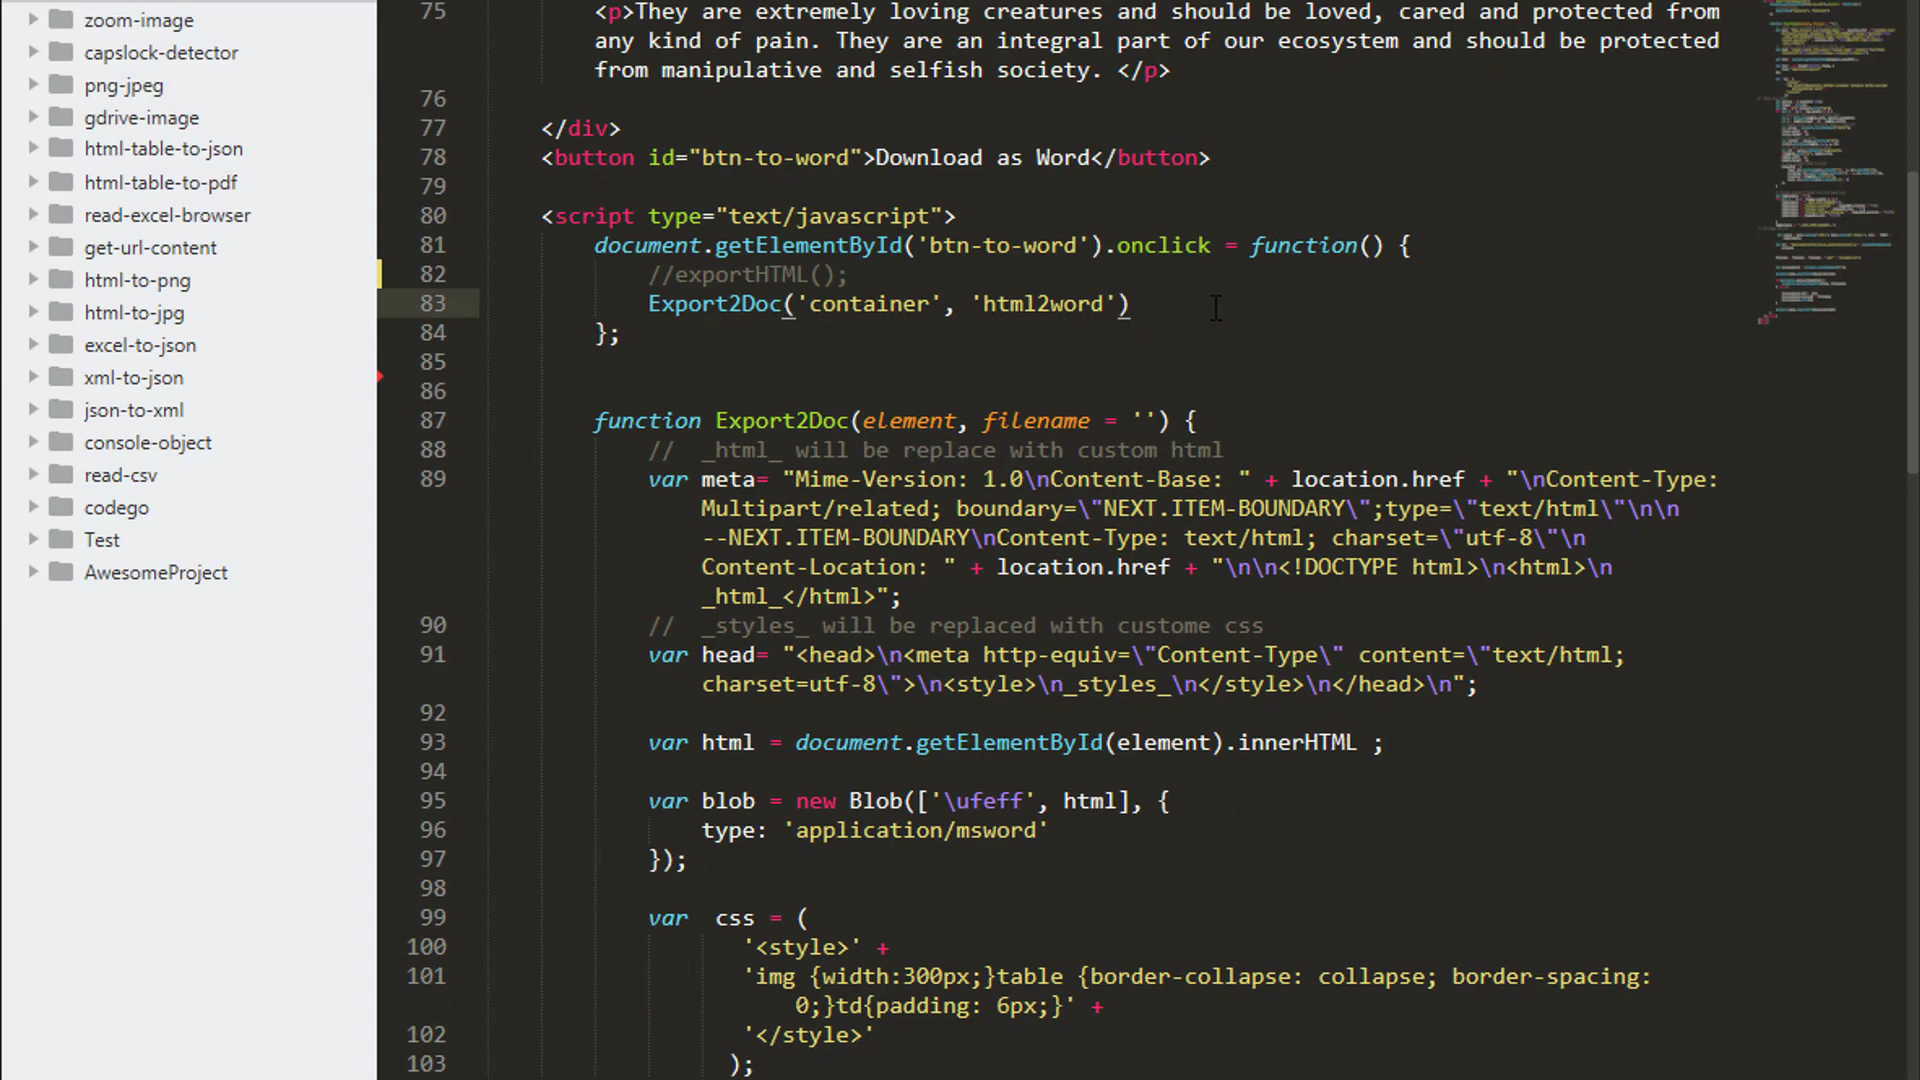 zoom-image
capslock-detector
png-jpeg
gdrive-image
html-table-to-json
html-table-to-pdf
read-excel-browser
get-url-content
html-to-png
html-to-jpg
excel-to-json
xml-to-json
json-to-xml
console-object
read-csv
codego
Test
AwesomeProject
75 <p>They are extremely loving creatures and should be loved, cared and protected from
any kind of pain. They are an integral part of our ecosystem and should be protected
from manipulative and selfish society. </p>
76
77 </div>
78 <button id="btn-to-word">Download as Word</button>
79
80 <script type="text/javascript">
81 document.getElementById('btn-to-word').onclick = function() {
82 //exportHTML();
83 Export2Doc('container', 'html2word')
84 };
85
86
87 function Export2Doc(element, filename = '') {
88 // _html_ will be replace with custom html
89 var meta= "Mime-Version: 1.0\nContent-Base: " + location.href + "\nContent-Type:
Multipart/related; boundary=\"NEXT.ITEM-BOUNDARY\";type=\"text/html\"\n\n
--NEXT.ITEM-BOUNDARY\nContent-Type: text/html; charset=\"utf-8\"\n
Content-Location: " + location.href + "\n\n<!DOCTYPE html>\n<html>\n
_html_</html>";
90 // _styles_ will be replaced with custome css
91 var head= "<head>\n<meta http-equiv=\"Content-Type\" content=\"text/html;
charset=utf-8\">\n<style>\n_styles_\n</style>\n</head>\n";
92
93 var html = document.getElementById(element).innerHTML ;
94
95 var blob = new Blob(['\ufeff', html], {
96 type: 'application/msword'
97 });
98
99 var css = (
100 '<style>' +
101 'img {width:300px;}table {border-collapse: collapse; border-spacing:
0;}td{padding: 6px;}' +
102 '</style>'
103 );